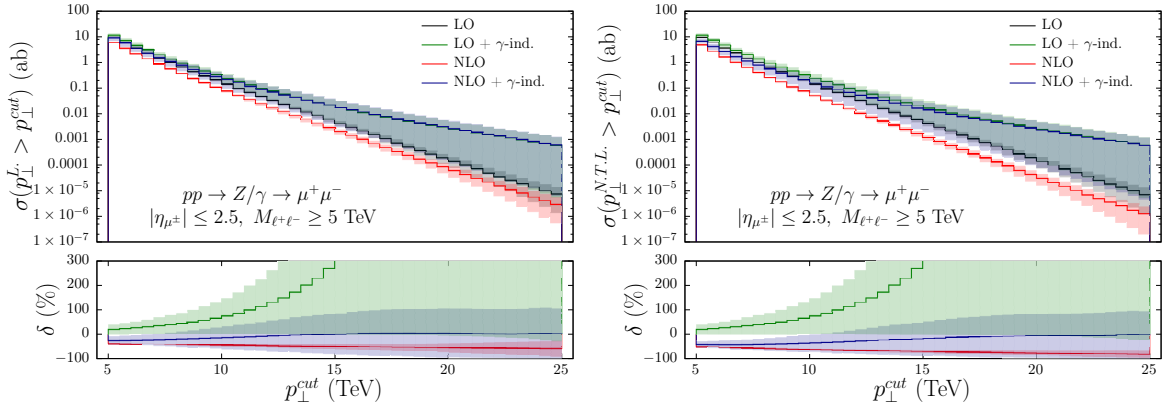 σ(p⊥^L. > p⊥^cut) (ab)
100
10
1
0.1
0.01
0.001
0.0001
1 × 10⁻⁵
1 × 10⁻⁶
1 × 10⁻⁷
LO
LO + γ-ind.
NLO
NLO + γ-ind.
pp → Z/γ → μ⁺μ⁻
|η_μ±| ≤ 2.5, M_ℓ⁺ℓ⁻ ≥ 5 TeV
δ (%)
300
200
100
0
−100
5
10
15
20
25
p⊥^cut (TeV)
σ(p⊥^N.T.L. > p⊥^cut) (ab)
100
10
1
0.1
0.01
0.001
0.0001
1 × 10⁻⁵
1 × 10⁻⁶
1 × 10⁻⁷
LO
LO + γ-ind.
NLO
NLO + γ-ind.
pp → Z/γ → μ⁺μ⁻
|η_μ±| ≤ 2.5, M_ℓ⁺ℓ⁻ ≥ 5 TeV
δ (%)
300
200
100
0
−100
5
10
15
20
25
p⊥^cut (TeV)